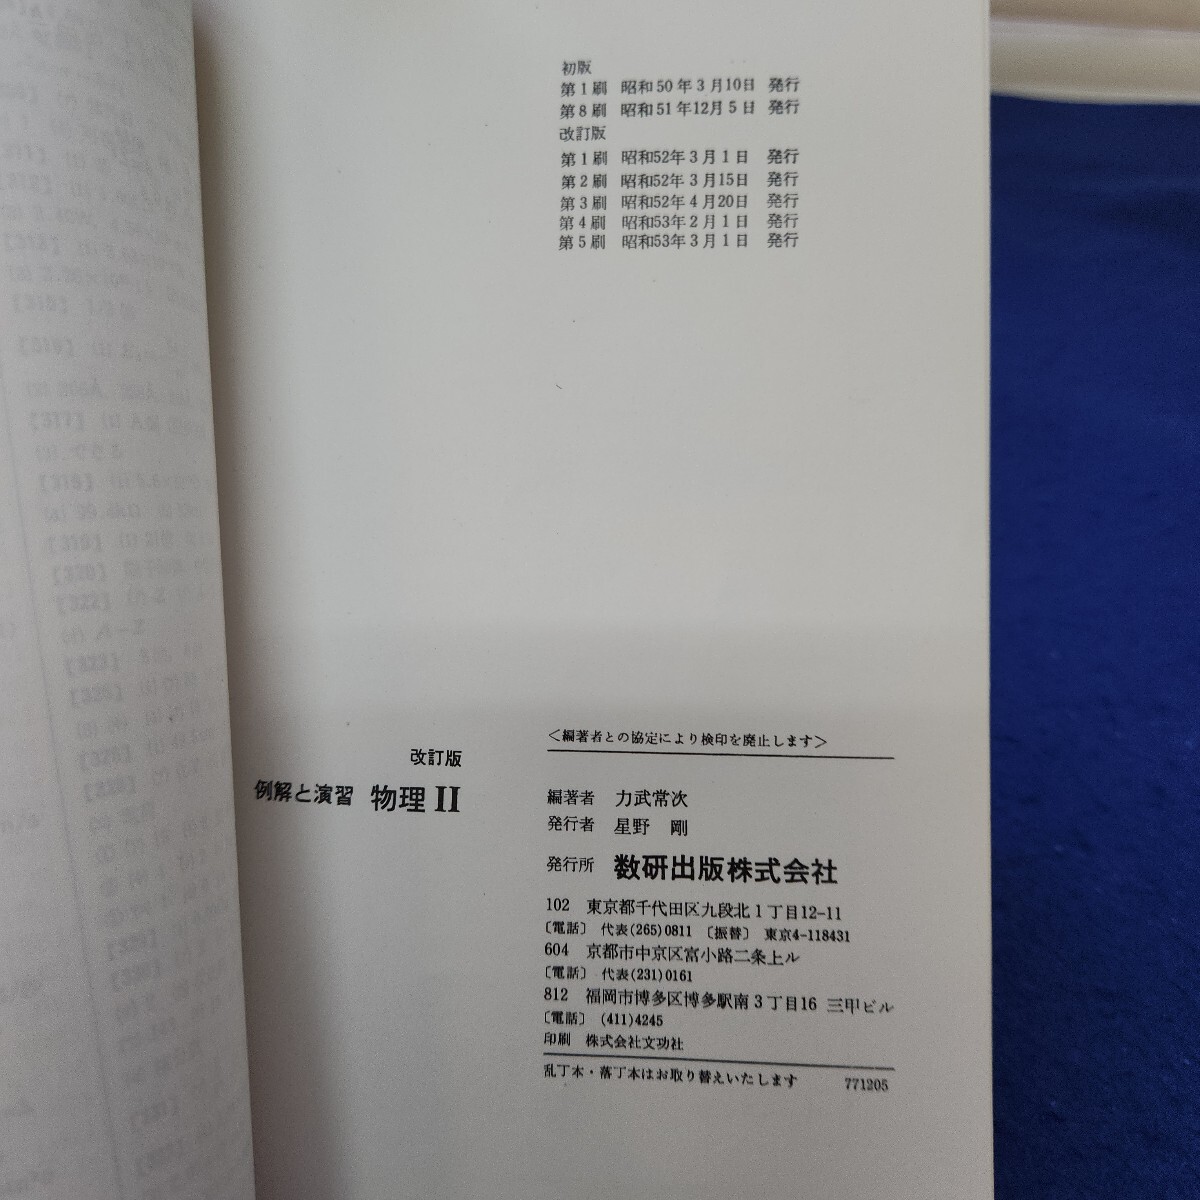 初版
第1刷 昭和50年3月10日 発行
第8刷 昭和51年12月5日 発行
改訂版
第1刷 昭和52年3月1日 発行
第2刷 昭和52年3月15日 発行
第3刷 昭和52年4月20日 発行
第4刷 昭和53年2月1日 発行
第5刷 昭和53年3月1日 発行
改訂版
例解と演習 物理II
<編著者との協定により検印を廃止します>
編著者 力武常次
発行者 星野 剛
発行所 数研出版株式会社
102 東京都千代田区九段北1丁目12-11
〔電話〕 代表(265)0811 〔振替〕 東京4-118431
604 京都市中京区富小路二条上ル
〔電話〕 代表(231)0161
812 福岡市博多区博多駅南3丁目16 三甲ビル
〔電話〕 (411)4245
印刷 株式会社文功社
乱丁本・落丁本はお取り替えいたします 771205